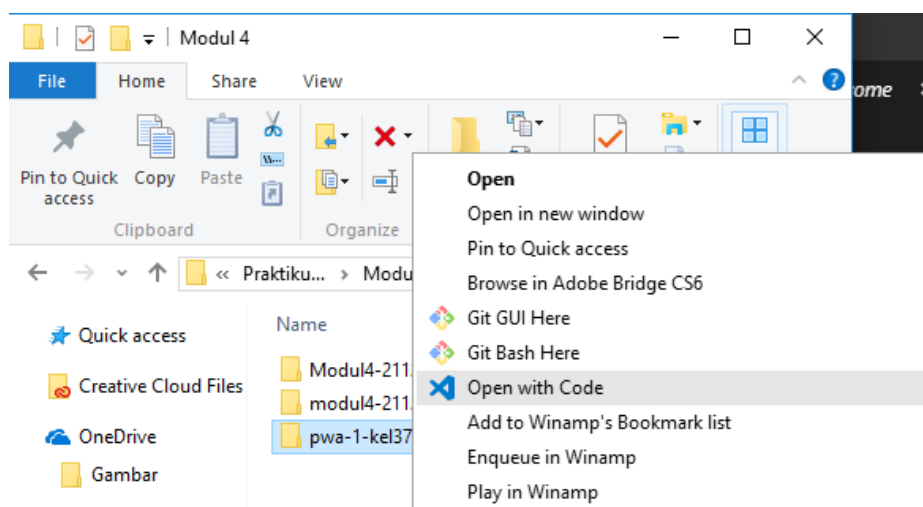 Modul 4
File Home Share View
ome
Pin to Quick access
Copy
Paste
Clipboard
Organize
« Praktiku... › Modu
Quick access
Creative Cloud Files
OneDrive
Gambar
Name
Modul4-211
modul4-211
pwa-1-kel37
Open
Open in new window
Pin to Quick access
Browse in Adobe Bridge CS6
Git GUI Here
Git Bash Here
Open with Code
Add to Winamp's Bookmark list
Enqueue in Winamp
Play in Winamp